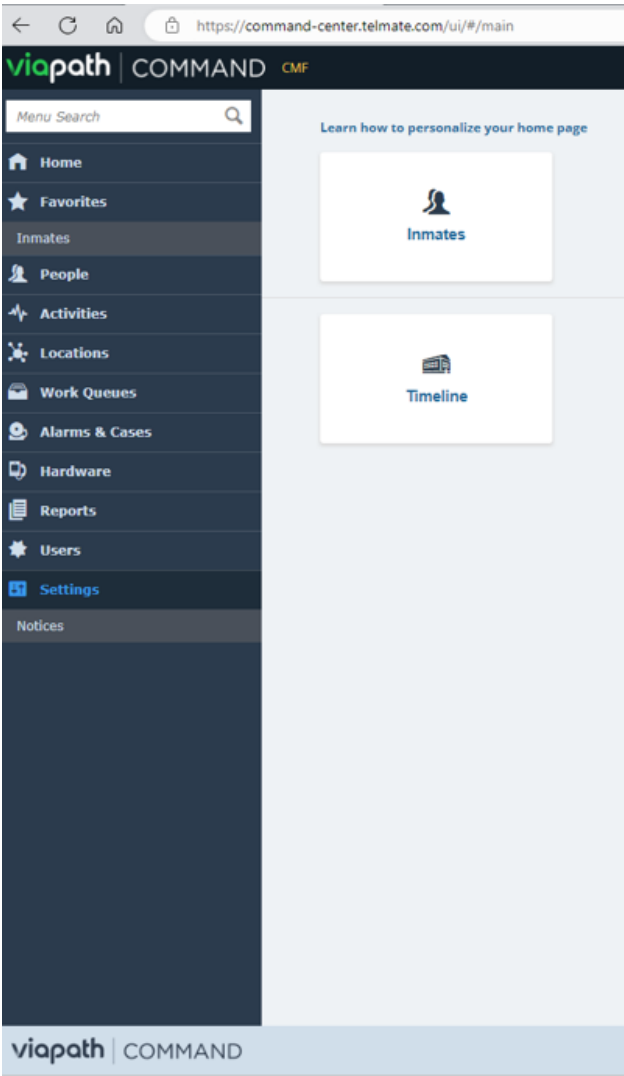 https://command-center.telmate.com/ui/#/main
viapath | COMMAND CMF
Menu Search
Home
Favorites
Inmates
People
Activities
Locations
Work Queues
Alarms & Cases
Hardware
Reports
Users
Settings
Notices
Learn how to personalize your home page
Inmates
Timeline
viapath | COMMAND